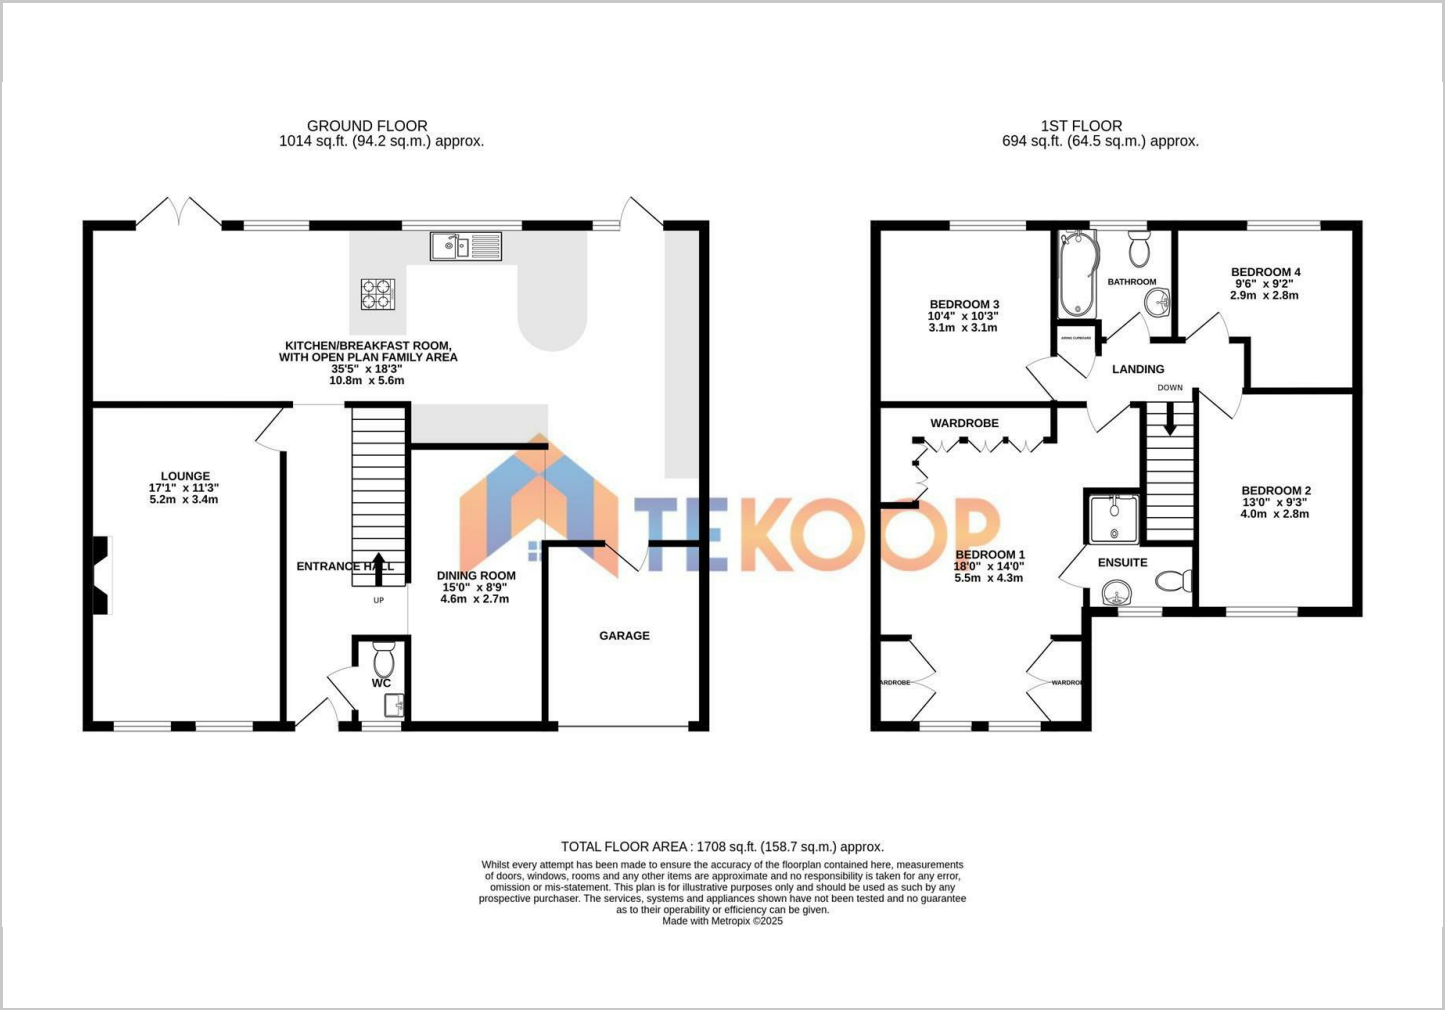 GROUND FLOOR
1014 sq.ft. (94.2 sq.m.) approx.
1ST FLOOR
694 sq.ft. (64.5 sq.m.) approx.
KITCHEN/BREAKFAST ROOM,
WITH OPEN PLAN FAMILY AREA
35'5" x 18'3"
10.8m x 5.6m
LOUNGE
17'1" x 11'3"
5.2m x 3.4m
ENTRANCE HALL
UP
WC
DINING ROOM
15'0" x 8'9"
4.6m x 2.7m
GARAGE
BEDROOM 3
10'4" x 10'3"
3.1m x 3.1m
BATHROOM
BEDROOM 4
9'6" x 9'2"
2.9m x 2.8m
AIRING CUPBOARD
LANDING
DOWN
WARDROBE
BEDROOM 2
13'0" x 9'3"
4.0m x 2.8m
BEDROOM 1
18'0" x 14'0"
5.5m x 4.3m
ENSUITE
ARDROBE
WARDROB
TEKOOP
TOTAL FLOOR AREA : 1708 sq.ft. (158.7 sq.m.) approx.
Whilst every attempt has been made to ensure the accuracy of the floorplan contained here, measurements
of doors, windows, rooms and any other items are approximate and no responsibility is taken for any error,
omission or mis-statement. This plan is for illustrative purposes only and should be used as such by any
prospective purchaser. The services, systems and appliances shown have not been tested and no guarantee
as to their operability or efficiency can be given.
Made with Metropix ©2025